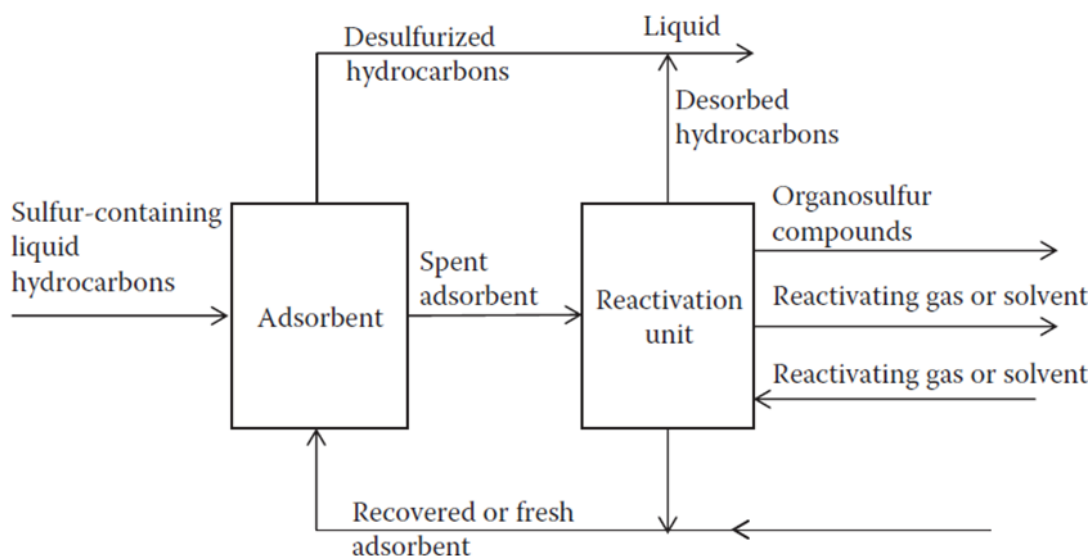 Desulfurized
hydrocarbons
Liquid
Desorbed
hydrocarbons
Sulfur-containing
liquid
hydrocarbons
Adsorbent
Spent
adsorbent
Reactivation
unit
Organosulfur
compounds
Reactivating gas or solvent
Reactivating gas or solvent
Recovered or fresh
adsorbent